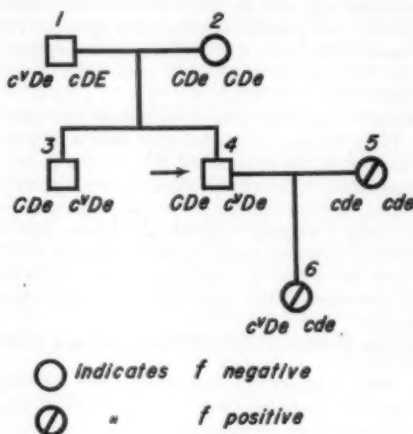 1
2
cᵛDe cDE
CDe CDe
3
4
5
CDe cᵛDe
CDe cᵛDe
cde cde
6
cᵛDe cde
Indicates f negative
" f positive